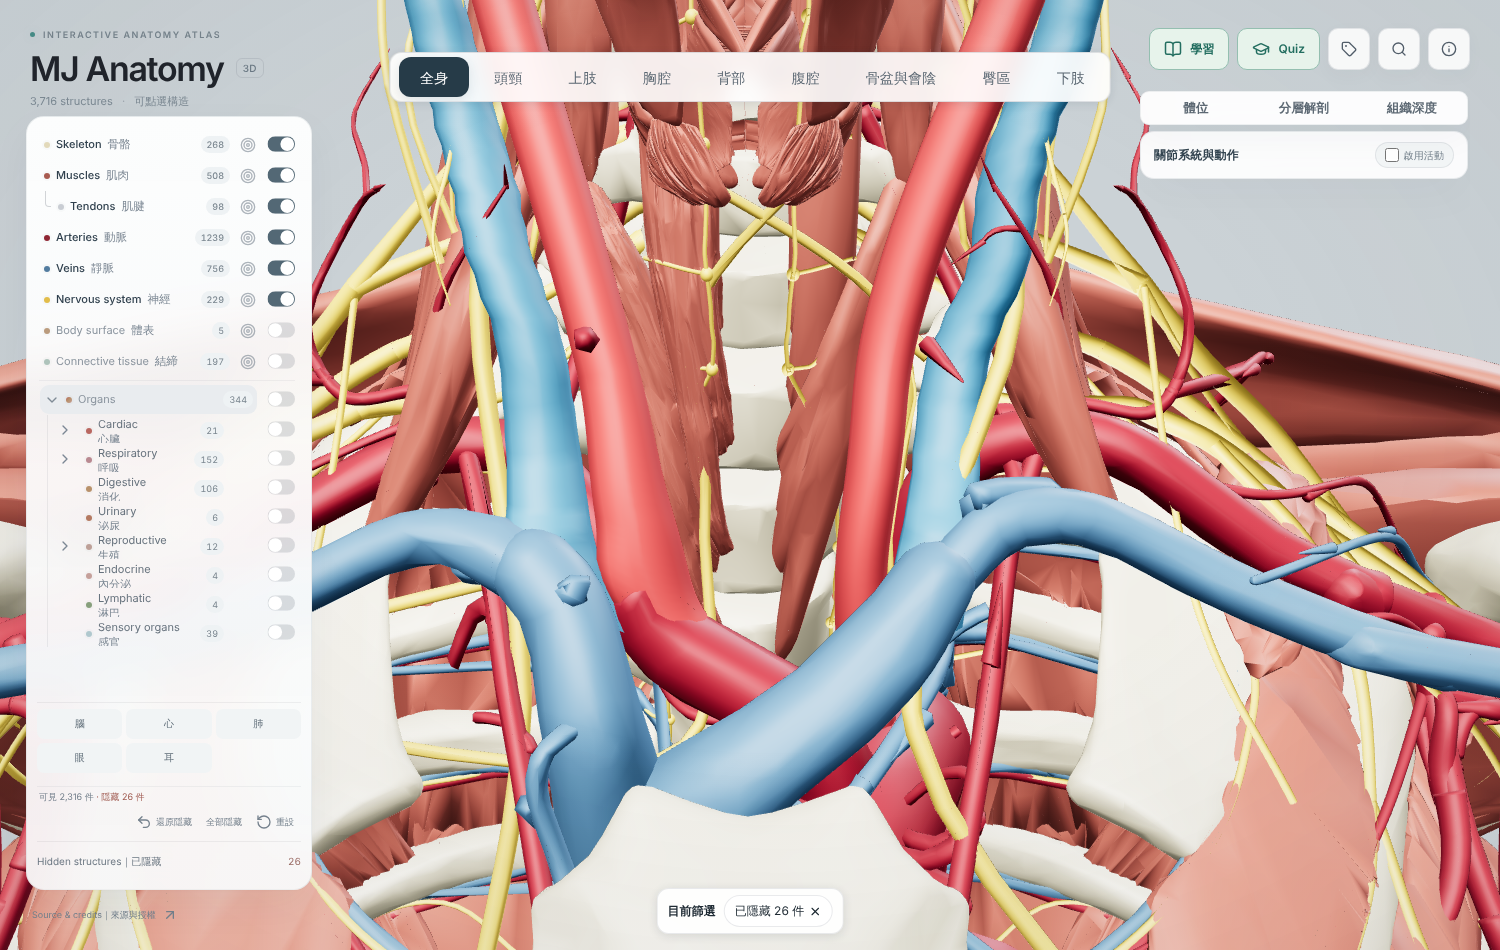 INTERACTIVE ANATOMY ATLAS
MJ Anatomy 3D
3,716 structures · 可點選構造
Skeleton 骨骼 268
Muscles 肌肉 508
Tendons 肌腱 98
Arteries 動脈 1239
Veins 靜脈 756
Nervous system 神經 229
Body surface 體表 5
Connective tissue 結締 197
Organs 344
Cardiac 21
心臟
Respiratory 152
呼吸
Digestive 106
消化
Urinary 6
泌尿
Reproductive 12
生殖
Endocrine 4
內分泌
Lymphatic 4
淋巴
Sensory organs 39
感官
腦 心 肺
眼 耳
可見 2,316 件 · 隱藏 26 件
還原隱藏 全部隱藏 重設
Hidden structures | 已隱藏 26
Source & credits | 來源與授權
全身 頭頸 上肢 胸腔 背部 腹腔 骨盆與會陰 臀區 下肢
學習 Quiz
體位 分層解剖 組織深度
關節系統與動作 啟用活動
目前篩選 已隱藏 26 件 ×